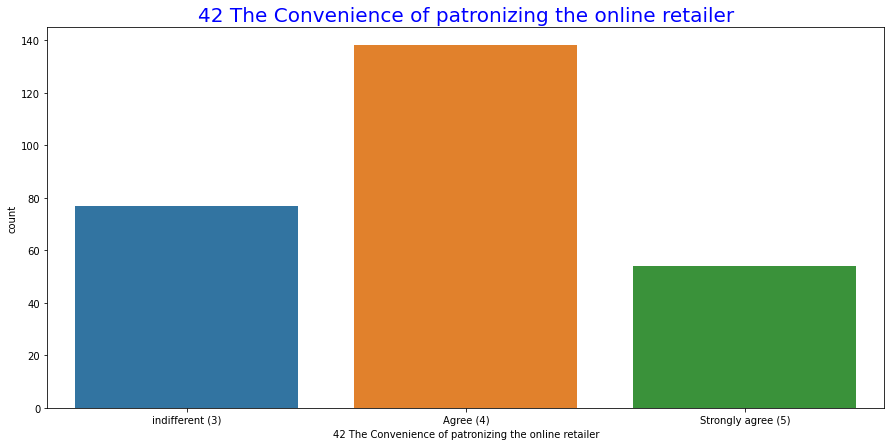 42 The Convenience of patronizing the online retailer
140
120
100
80
60
40
20
0
count
indifferent (3)
Agree (4)
Strongly agree (5)
42 The Convenience of patronizing the online retailer